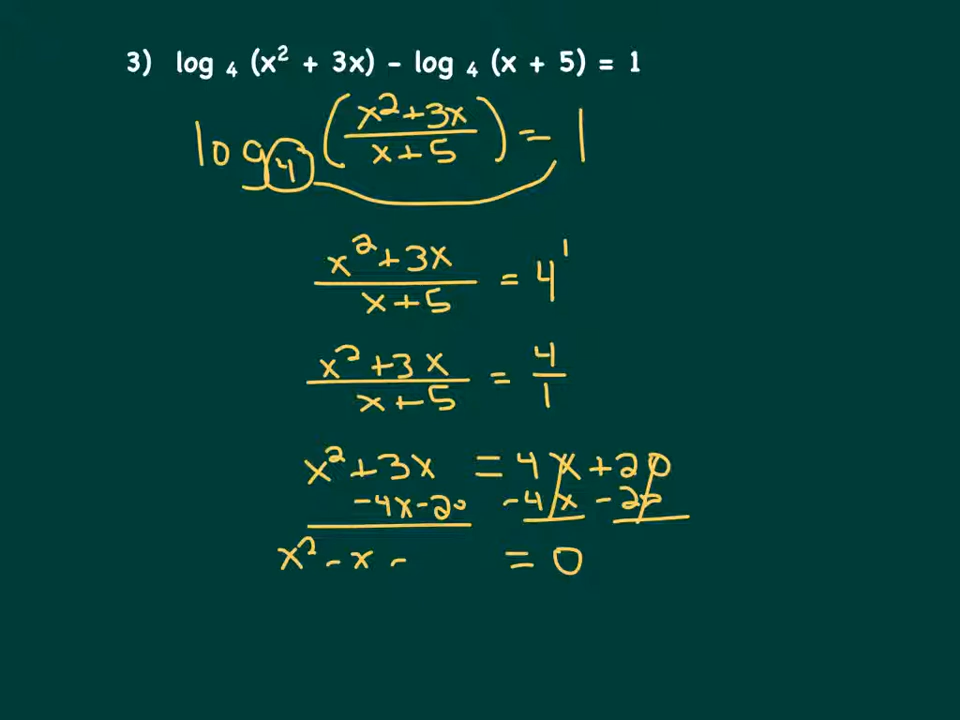 3) log ₄ (x² + 3x) - log ₄ (x + 5) = 1
log₄ ((x²+3x)/(x+5)) = 1
(x²+3x)/(x+5) = 4¹
(x²+3x)/(x+5) = 4/1
x²+3x = 4x+20
-4x-20 -4x -20
x² - x - = 0